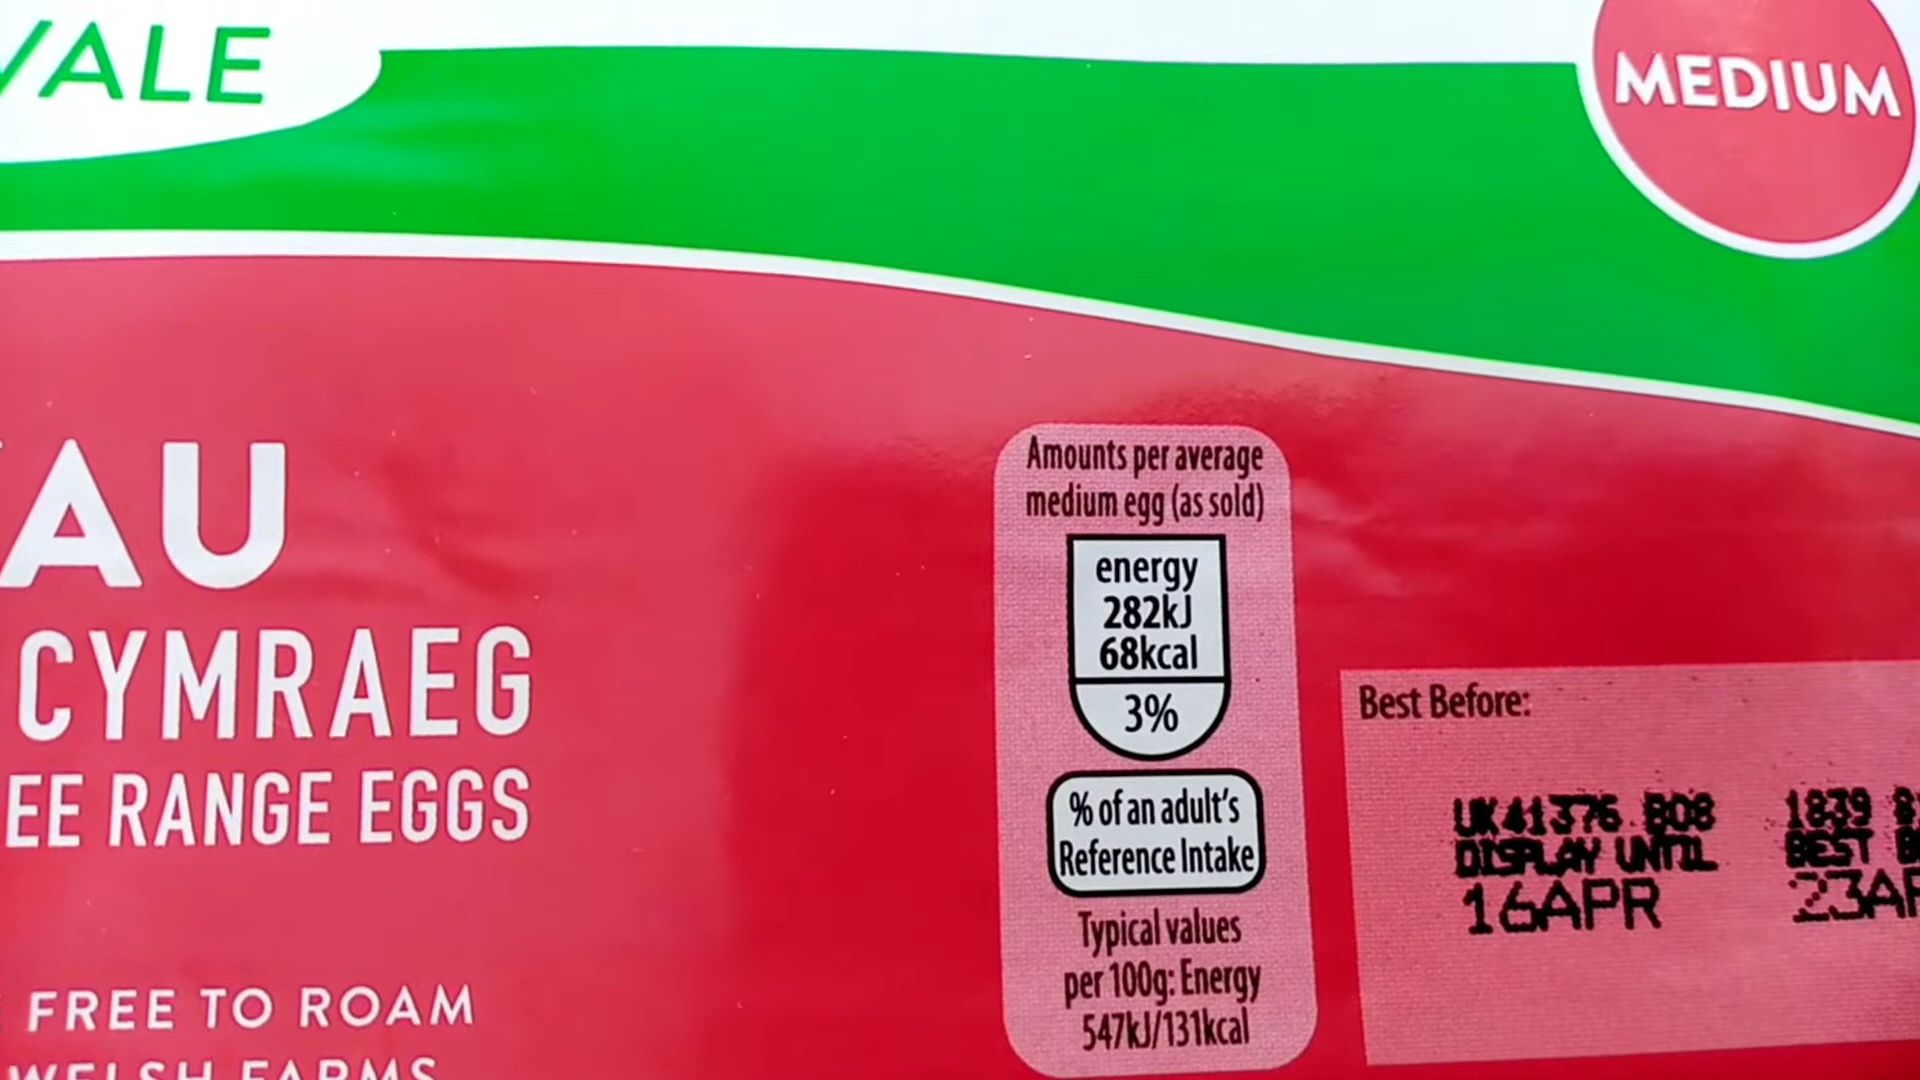 VALE
MEDIUM
AU
CYMRAEG
EE RANGE EGGS
FREE TO ROAM
WELSH FARMS
Amounts per average
medium egg (as sold)
energy
282kJ
68kcal
3%
% of an adult's
Reference Intake
Typical values
per 100g: Energy
547kJ/131kcal
Best Before:
UK41376 B08
DISPLAY UNTIL
16APR
1839
BEST
23AP